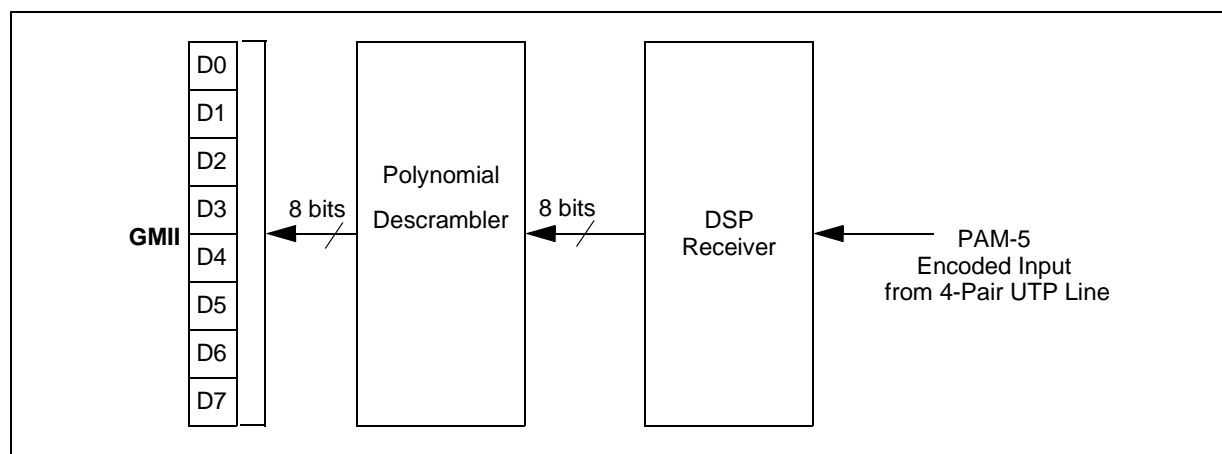 D0
D1
D2
D3
D4
D5
D6
D7
GMII
8 bits
Polynomial
Descrambler
8 bits
DSP
Receiver
PAM-5
Encoded Input
from 4-Pair UTP Line